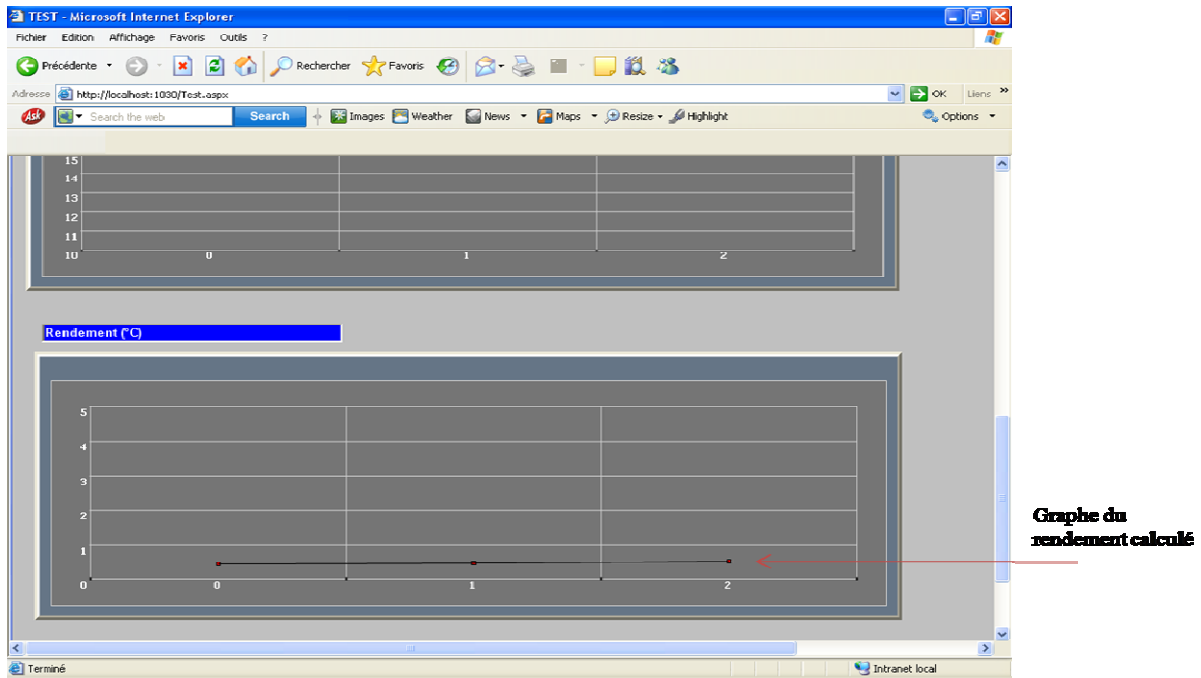 TEST - Microsoft Internet Explorer
Fichier Edition Affichage Favoris Outils ?
Précédente Rechercher Favoris
Adresse http://localhost:1030/Test.aspx OK Liens »
Ask Search the web Search Images Weather News Maps Resize Highlight Options
15
14
13
12
11
10
0 1 2
Rendement (°C)
5
4
3
2
1
0
0 1 2
Graphe du
rendement calculé
Terminé Intranet local